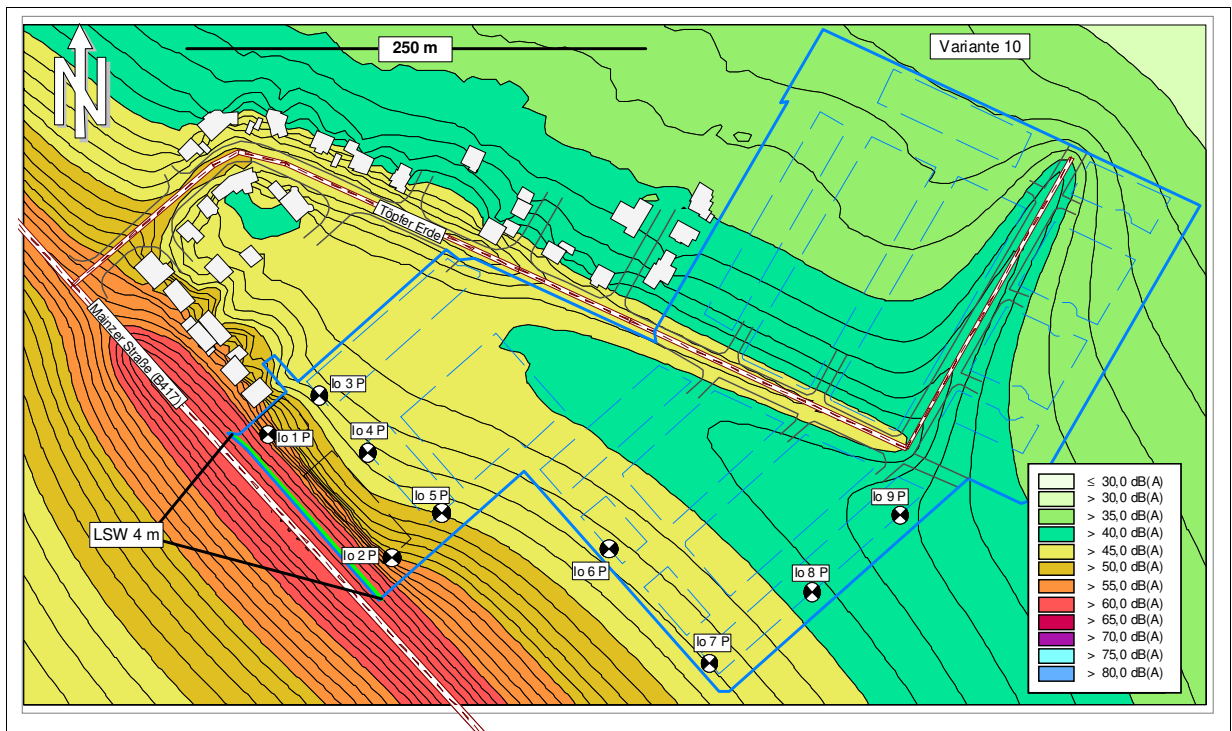 N
250 m
Variante 10
Töpfer Erde
Mainzer Straße (B417)
Io 3 P
Io 1 P
Io 4 P
Io 5 P
Io 9 P
LSW 4 m
Io 2 P
Io 6 P
Io 8 P
Io 7 P
≤ 30,0 dB(A)
> 30,0 dB(A)
> 35,0 dB(A)
> 40,0 dB(A)
> 45,0 dB(A)
> 50,0 dB(A)
> 55,0 dB(A)
> 60,0 dB(A)
> 65,0 dB(A)
> 70,0 dB(A)
> 75,0 dB(A)
> 80,0 dB(A)